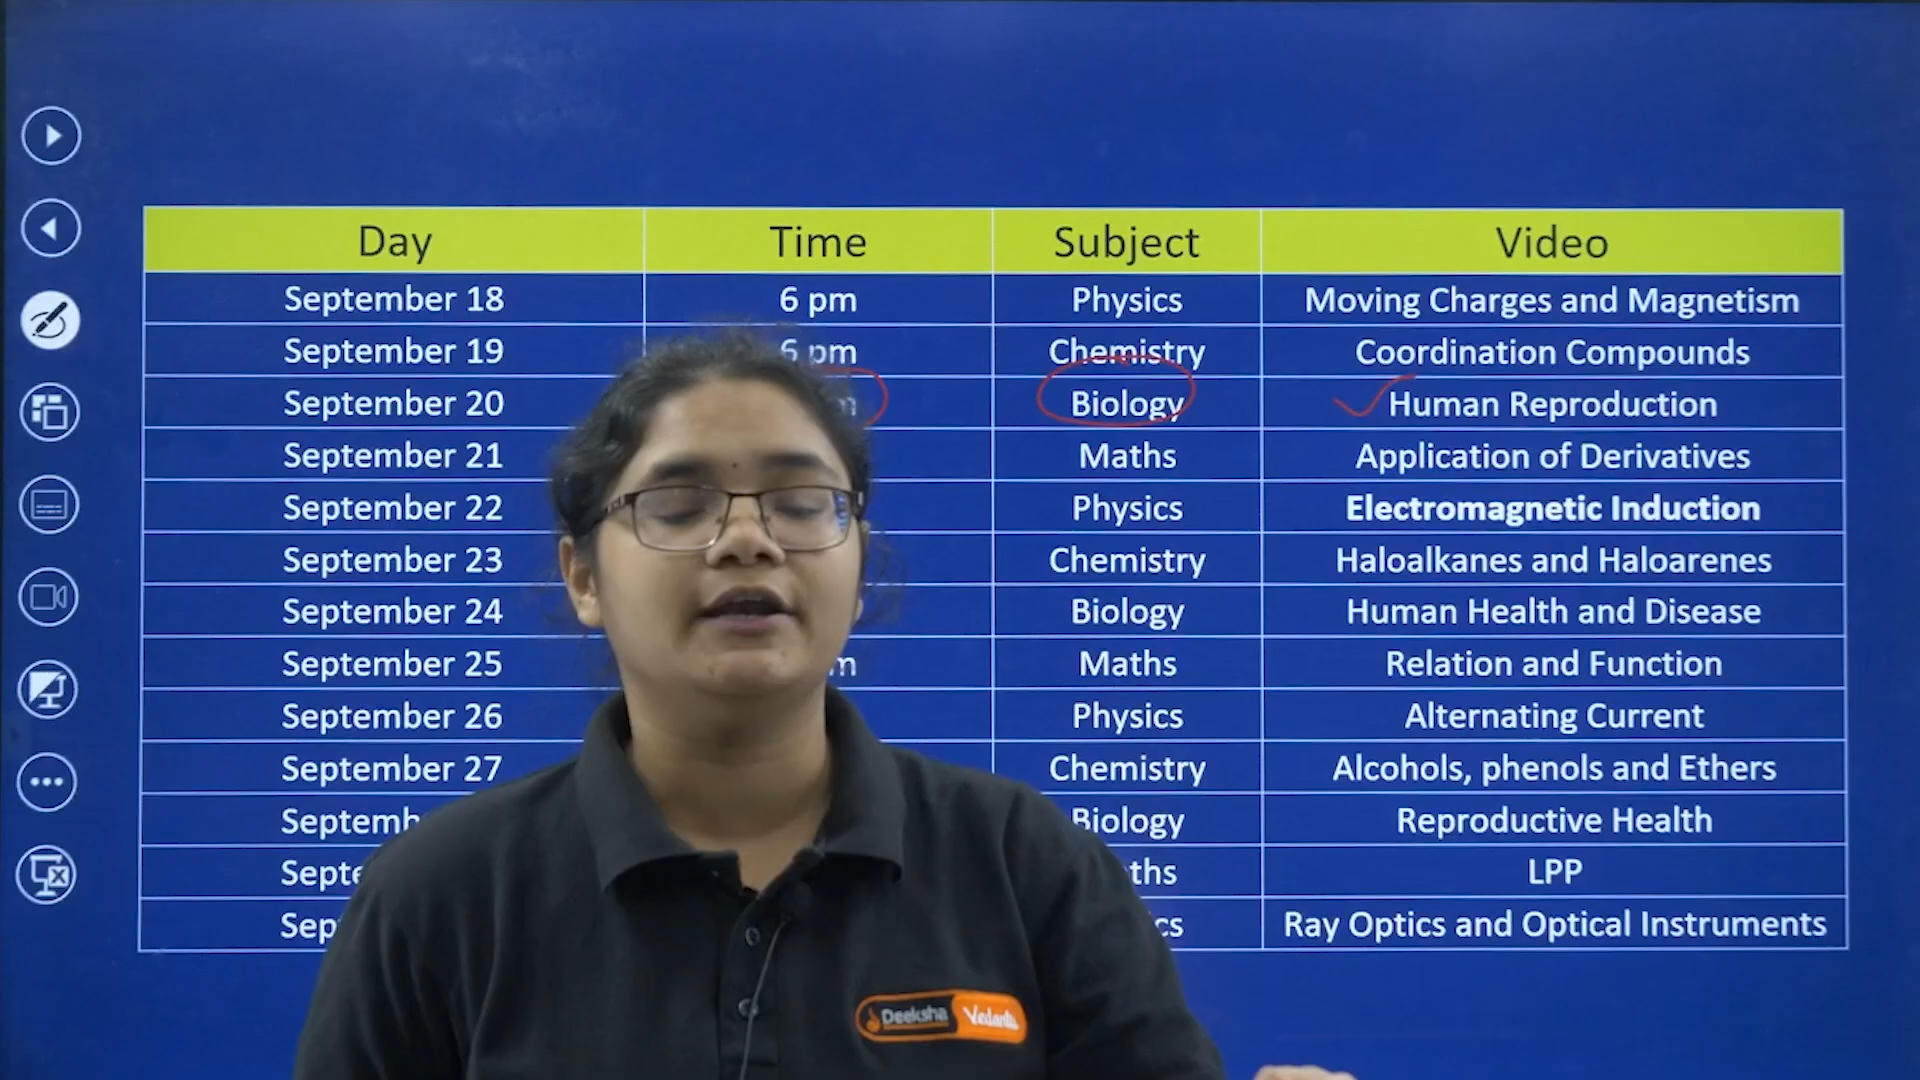 Day Time Subject Video
September 18 6 pm Physics Moving Charges and Magnetism
September 19 6 pm Chemistry Coordination Compounds
September 20 Biology Human Reproduction
September 21 Maths Application of Derivatives
September 22 Physics Electromagnetic Induction
September 23 Chemistry Haloalkanes and Haloarenes
September 24 Biology Human Health and Disease
September 25 Maths Relation and Function
September 26 Physics Alternating Current
September 27 Chemistry Alcohols, phenols and Ethers
Biology Reproductive Health
LPP
Ray Optics and Optical Instruments
Deeksha Vedantu